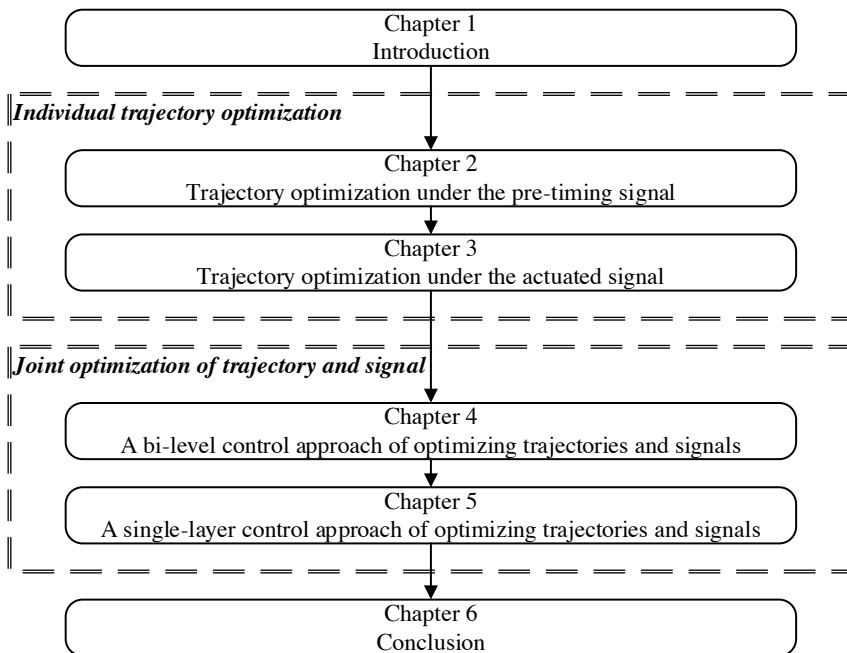 Chapter 1
Introduction
Individual trajectory optimization
Chapter 2
Trajectory optimization under the pre-timing signal
Chapter 3
Trajectory optimization under the actuated signal
Joint optimization of trajectory and signal
Chapter 4
A bi-level control approach of optimizing trajectories and signals
Chapter 5
A single-layer control approach of optimizing trajectories and signals
Chapter 6
Conclusion